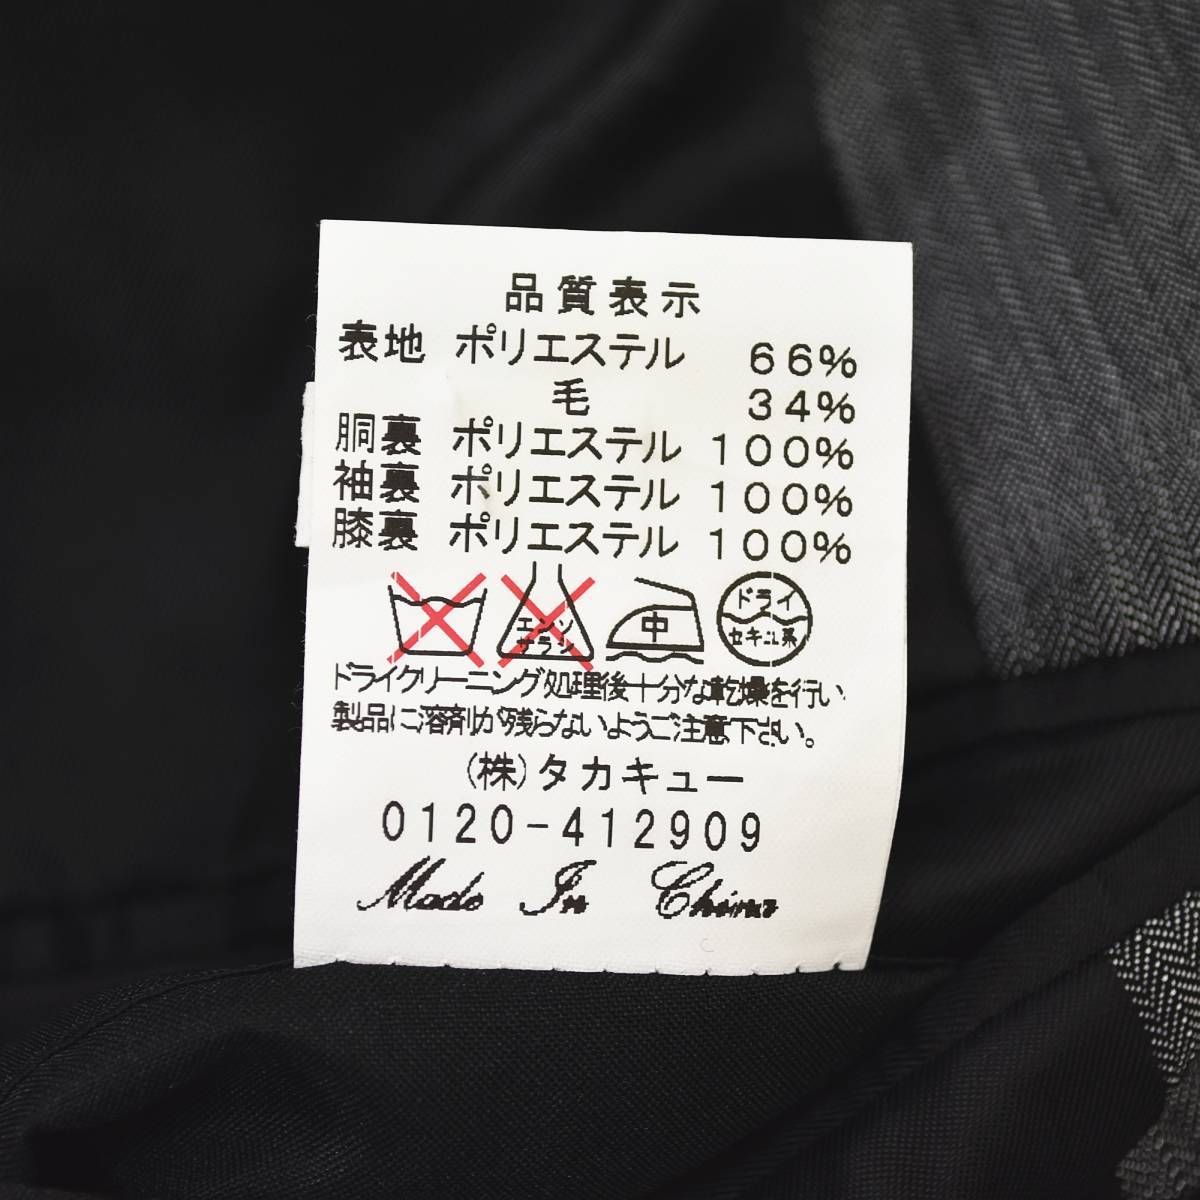 品質表示
表地 ポリエステル 66%
毛 34%
胴裏 ポリエステル 100%
袖裏 ポリエステル 100%
膝裏 ポリエステル 100%
エンソ サラシ 中 ドライ セキユ系
ドライクリーニング処理後十分な乾燥を行い
製品に溶剤が残らないようご注意下さい。
(株)タカキュー
0120-412909
Made In China